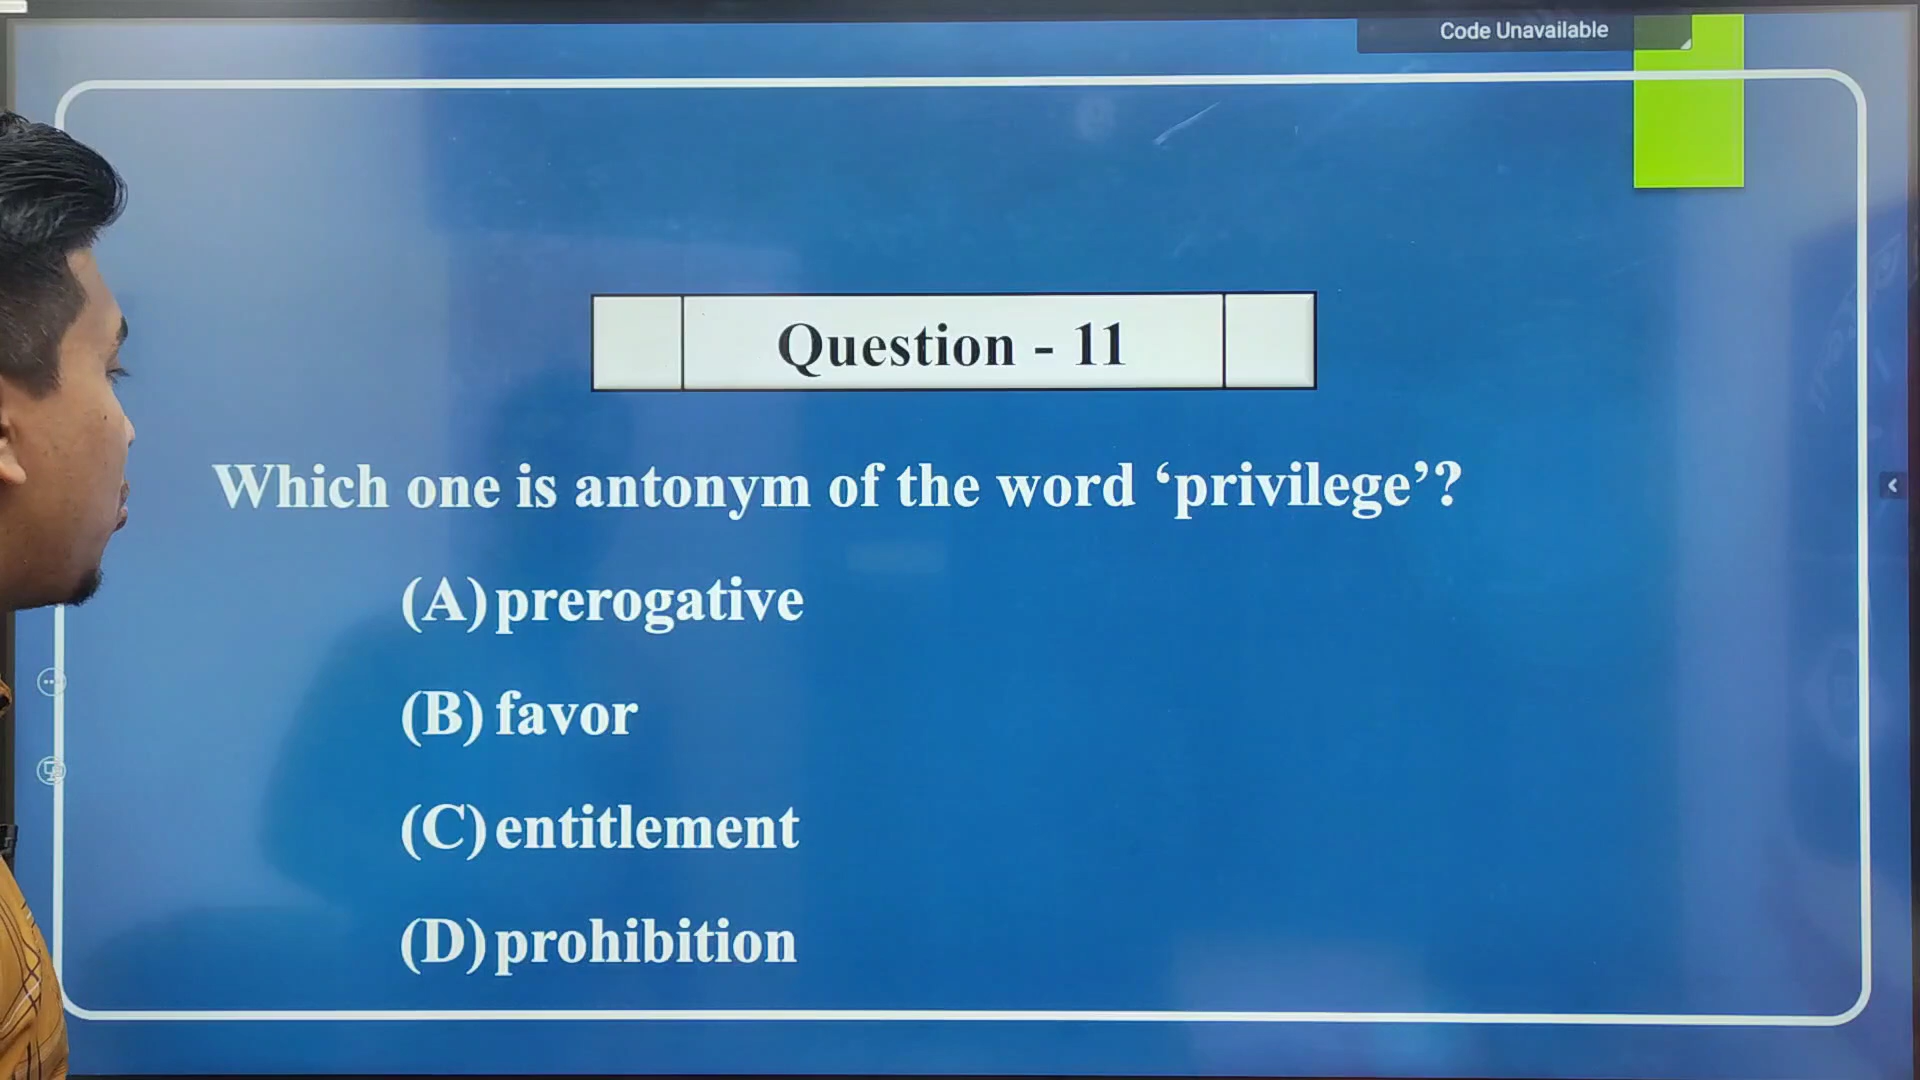 Code Unavailable
Question - 11
Which one is antonym of the word ‘privilege’?
(A) prerogative
(B) favor
(C) entitlement
(D) prohibition